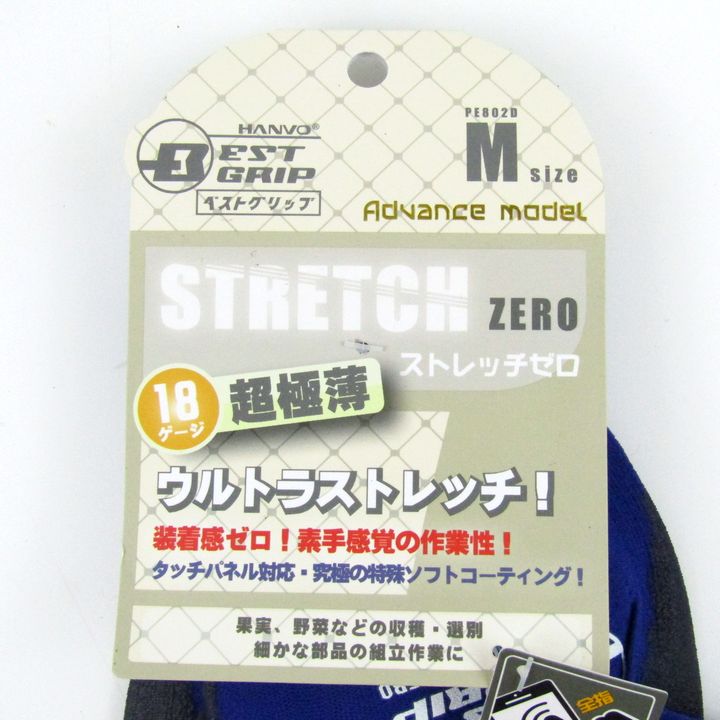 HANVO®
BEST
GRIP
ベストグリップ
PE802D
M size
Advance model
STRETCH ZERO
ストレッチゼロ
18
ゲージ
超極薄
ウルトラストレッチ！
装着感ゼロ！素手感覚の作業性！
タッチパネル対応・究極の特殊ソフトコーティング！
果実、野菜などの収穫・選別
細かな部品の組立作業に
全指